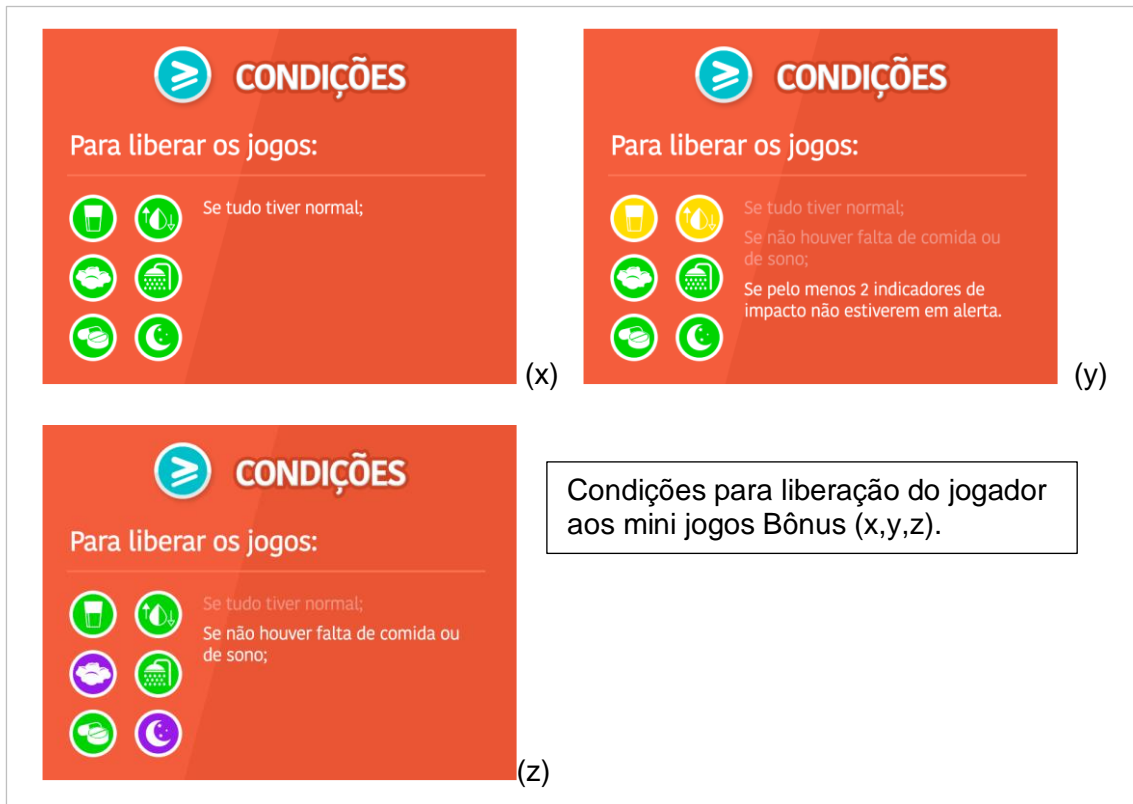 CONDIÇÕES
Para liberar os jogos:
Se tudo tiver normal;
(x)
CONDIÇÕES
Para liberar os jogos:
Se tudo tiver normal;
Se não houver falta de comida ou
de sono;
Se pelo menos 2 indicadores de
impacto não estiverem em alerta.
(y)
CONDIÇÕES
Para liberar os jogos:
Se tudo tiver normal;
Se não houver falta de comida ou
de sono;
(z)
Condições para liberação do jogador
aos mini jogos Bônus (x,y,z).